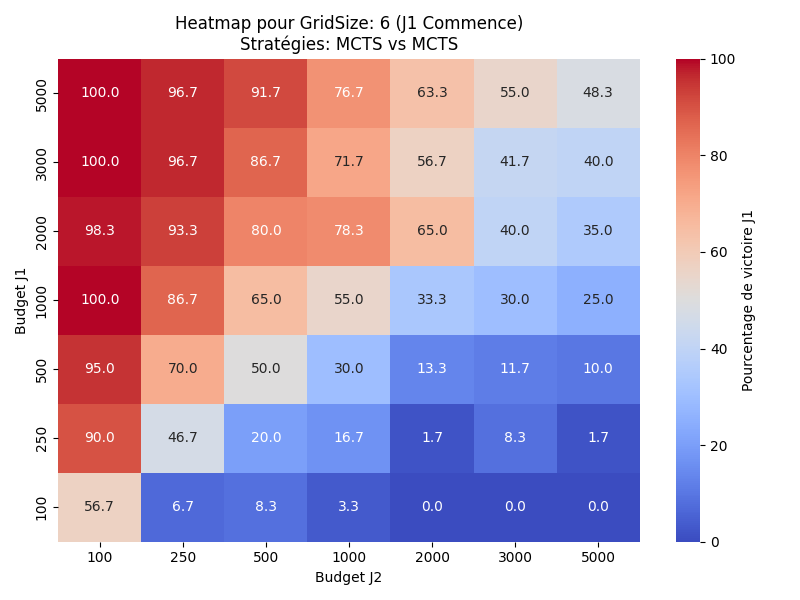 Heatmap pour GridSize: 6 (J1 Commence)
Stratégies: MCTS vs MCTS
Budget J1
5000 100.0 96.7 91.7 76.7 63.3 55.0 48.3
3000 100.0 96.7 86.7 71.7 56.7 41.7 40.0
2000 98.3 93.3 80.0 78.3 65.0 40.0 35.0
1000 100.0 86.7 65.0 55.0 33.3 30.0 25.0
500 95.0 70.0 50.0 30.0 13.3 11.7 10.0
250 90.0 46.7 20.0 16.7 1.7 8.3 1.7
100 56.7 6.7 8.3 3.3 0.0 0.0 0.0
100 250 500 1000 2000 3000 5000
Budget J2
100
80
60
40
20
0
Pourcentage de victoire J1